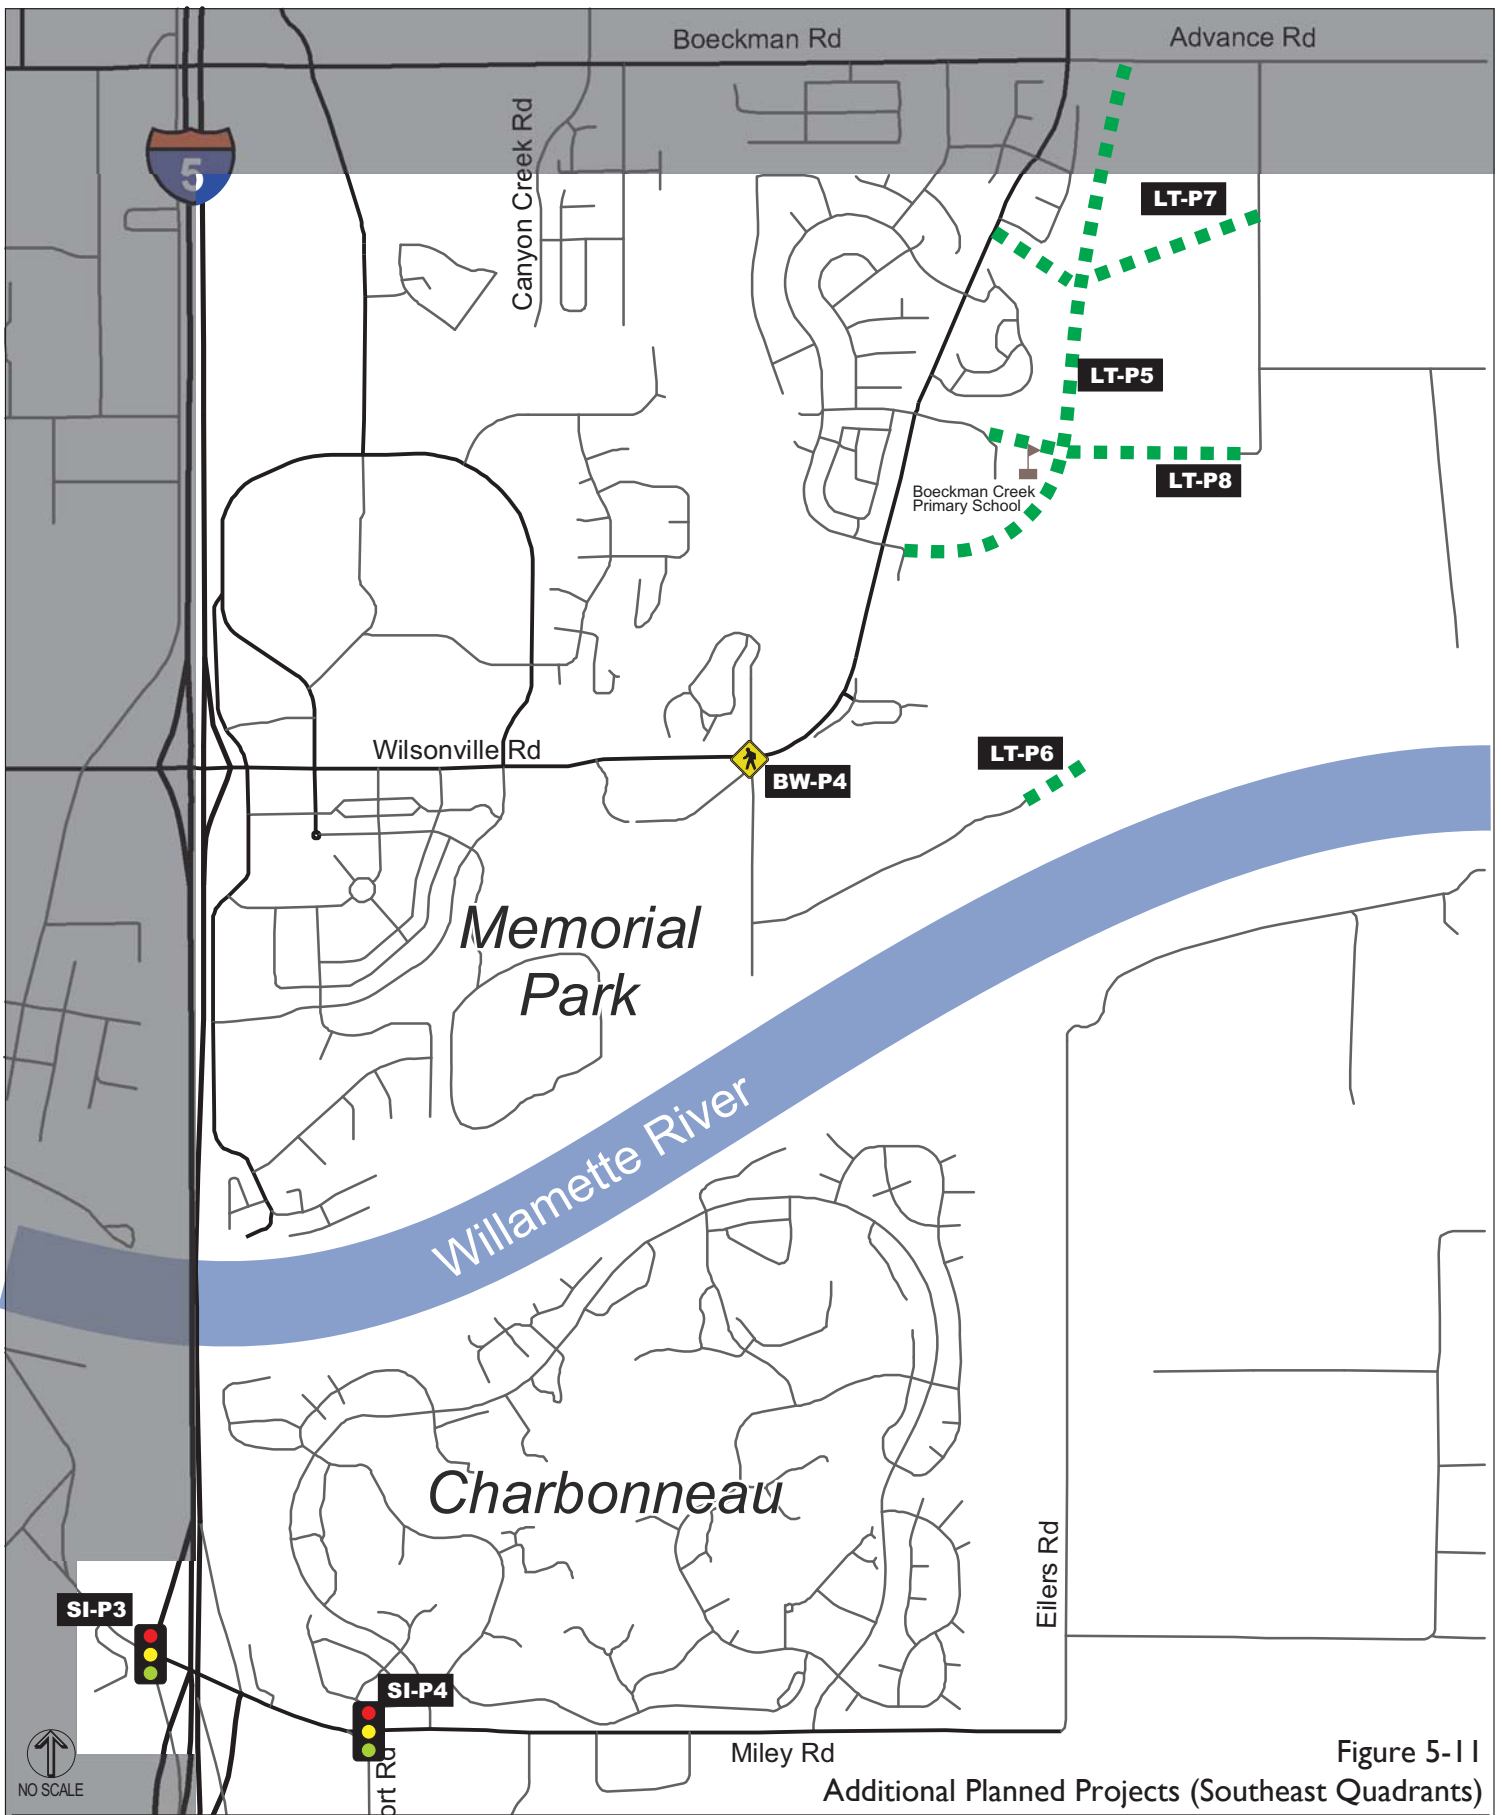 Boeckman Rd
Advance Rd
Canyon Creek Rd
5
LT-P7
LT-P5
LT-P8
Boeckman Creek
Primary School
Wilsonville Rd
BW-P4
LT-P6
Memorial
Park
Willamette River
Charbonneau
Eilers Rd
SI-P3
SI-P4
Miley Rd
ort Rd
NO SCALE
Figure 5-11
Additional Planned Projects (Southeast Quadrants)